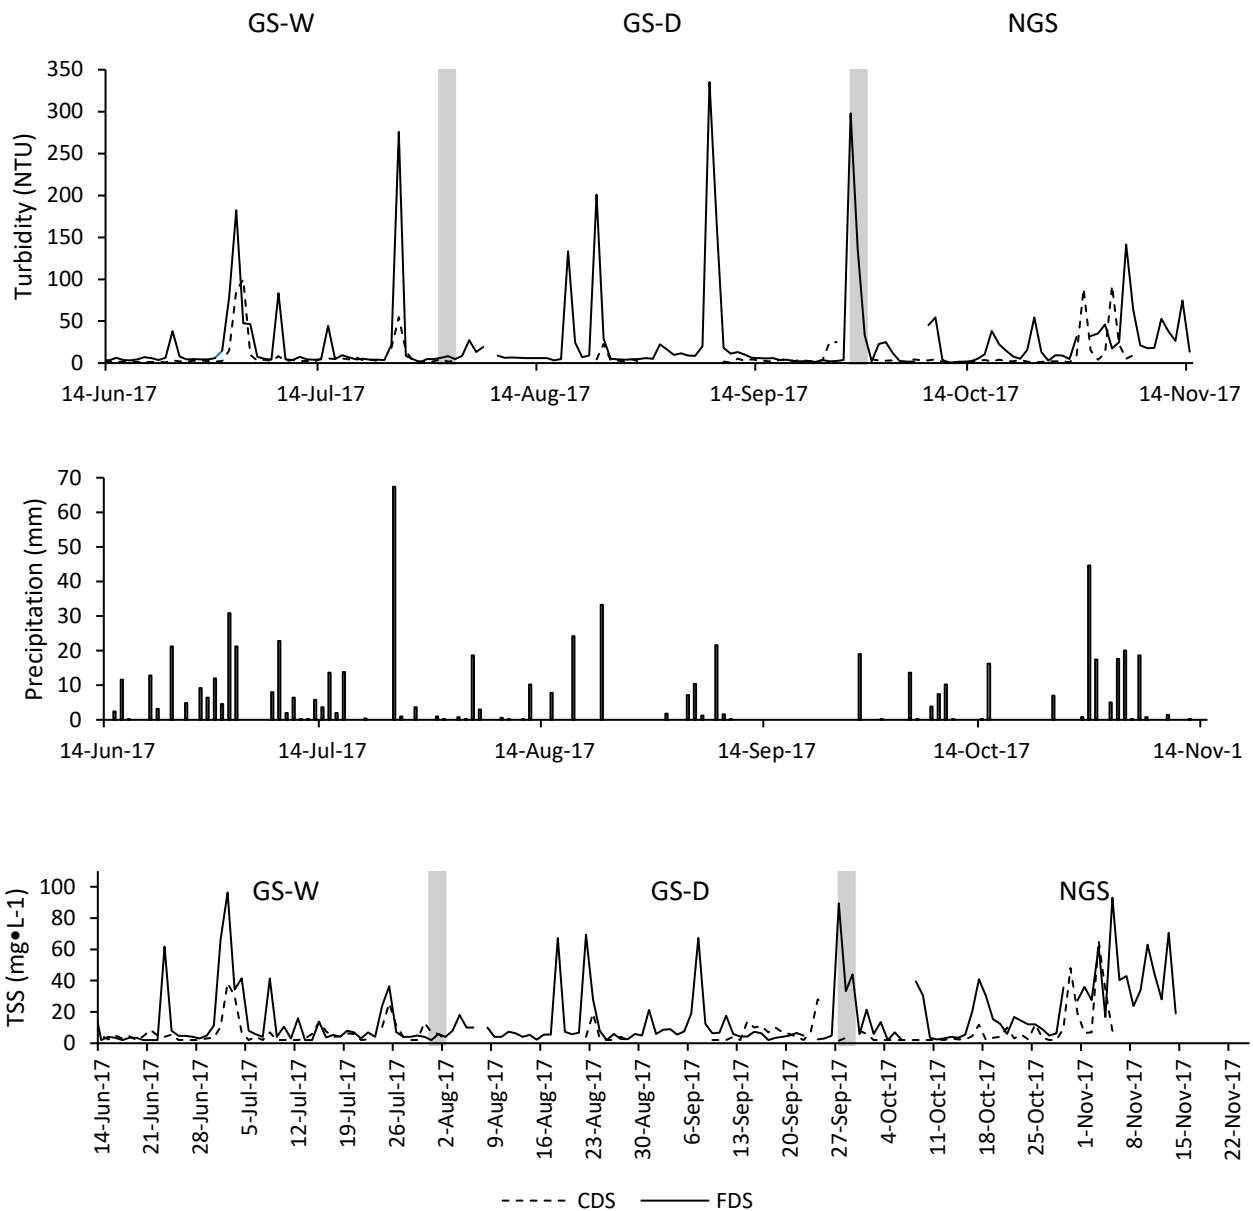 GS-W GS-D NGS
Turbidity (NTU)
350
300
250
200
150
100
50
0
14-Jun-17 14-Jul-17 14-Aug-17 14-Sep-17 14-Oct-17 14-Nov-17
Precipitation (mm)
70
60
50
40
30
20
10
0
14-Jun-17 14-Jul-17 14-Aug-17 14-Sep-17 14-Oct-17 14-Nov-1
GS-W GS-D NGS
TSS (mg•L-1)
100
80
60
40
20
0
14-Jun-17
21-Jun-17
28-Jun-17
5-Jul-17
12-Jul-17
19-Jul-17
26-Jul-17
2-Aug-17
9-Aug-17
16-Aug-17
23-Aug-17
30-Aug-17
6-Sep-17
13-Sep-17
20-Sep-17
27-Sep-17
4-Oct-17
11-Oct-17
18-Oct-17
25-Oct-17
1-Nov-17
8-Nov-17
15-Nov-17
22-Nov-17
CDS FDS